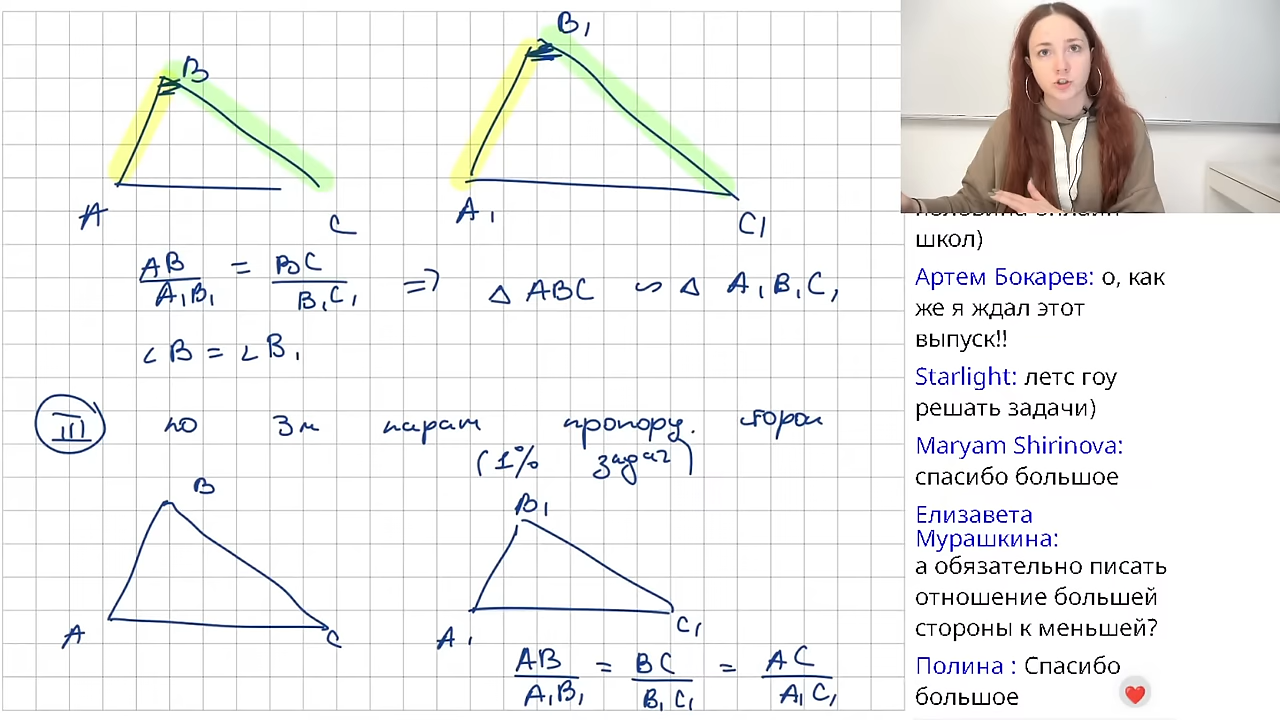 B
B₁
A
C
A₁
C₁
AB/A₁B₁ = BC/B₁C₁ ⇒ △ ABC ∽ △ A₁B₁C₁
∠B = ∠B₁
III по 3м парам пропорц. сторон
(1% задач)
B
B₁
A
C
A₁
C₁
AB/A₁B₁ = BC/B₁C₁ = AC/A₁C₁
половина онлайн
школ)
Артем Бокарев: о, как
же я ждал этот
выпуск!!
Starlight: летс гоу
решать задачи)
Maryam Shirinova:
спасибо большое
Елизавета
Мурашкина:
а обязательно писать
отношение большей
стороны к меньшей?
Полина : Спасибо
большое